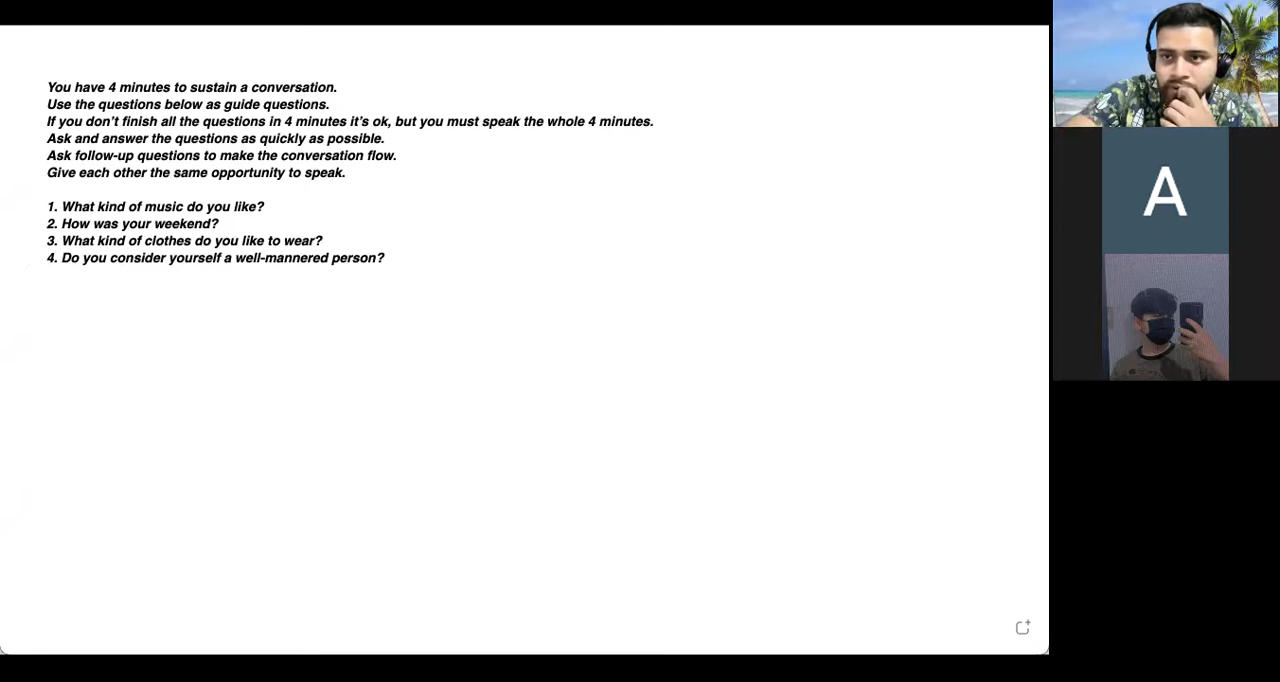 You have 4 minutes to sustain a conversation.
Use the questions below as guide questions.
If you don't finish all the questions in 4 minutes it's ok, but you must speak the whole 4 minutes.
Ask and answer the questions as quickly as possible.
Ask follow-up questions to make the conversation flow.
Give each other the same opportunity to speak.
1. What kind of music do you like?
2. How was your weekend?
3. What kind of clothes do you like to wear?
4. Do you consider yourself a well-mannered person?
A